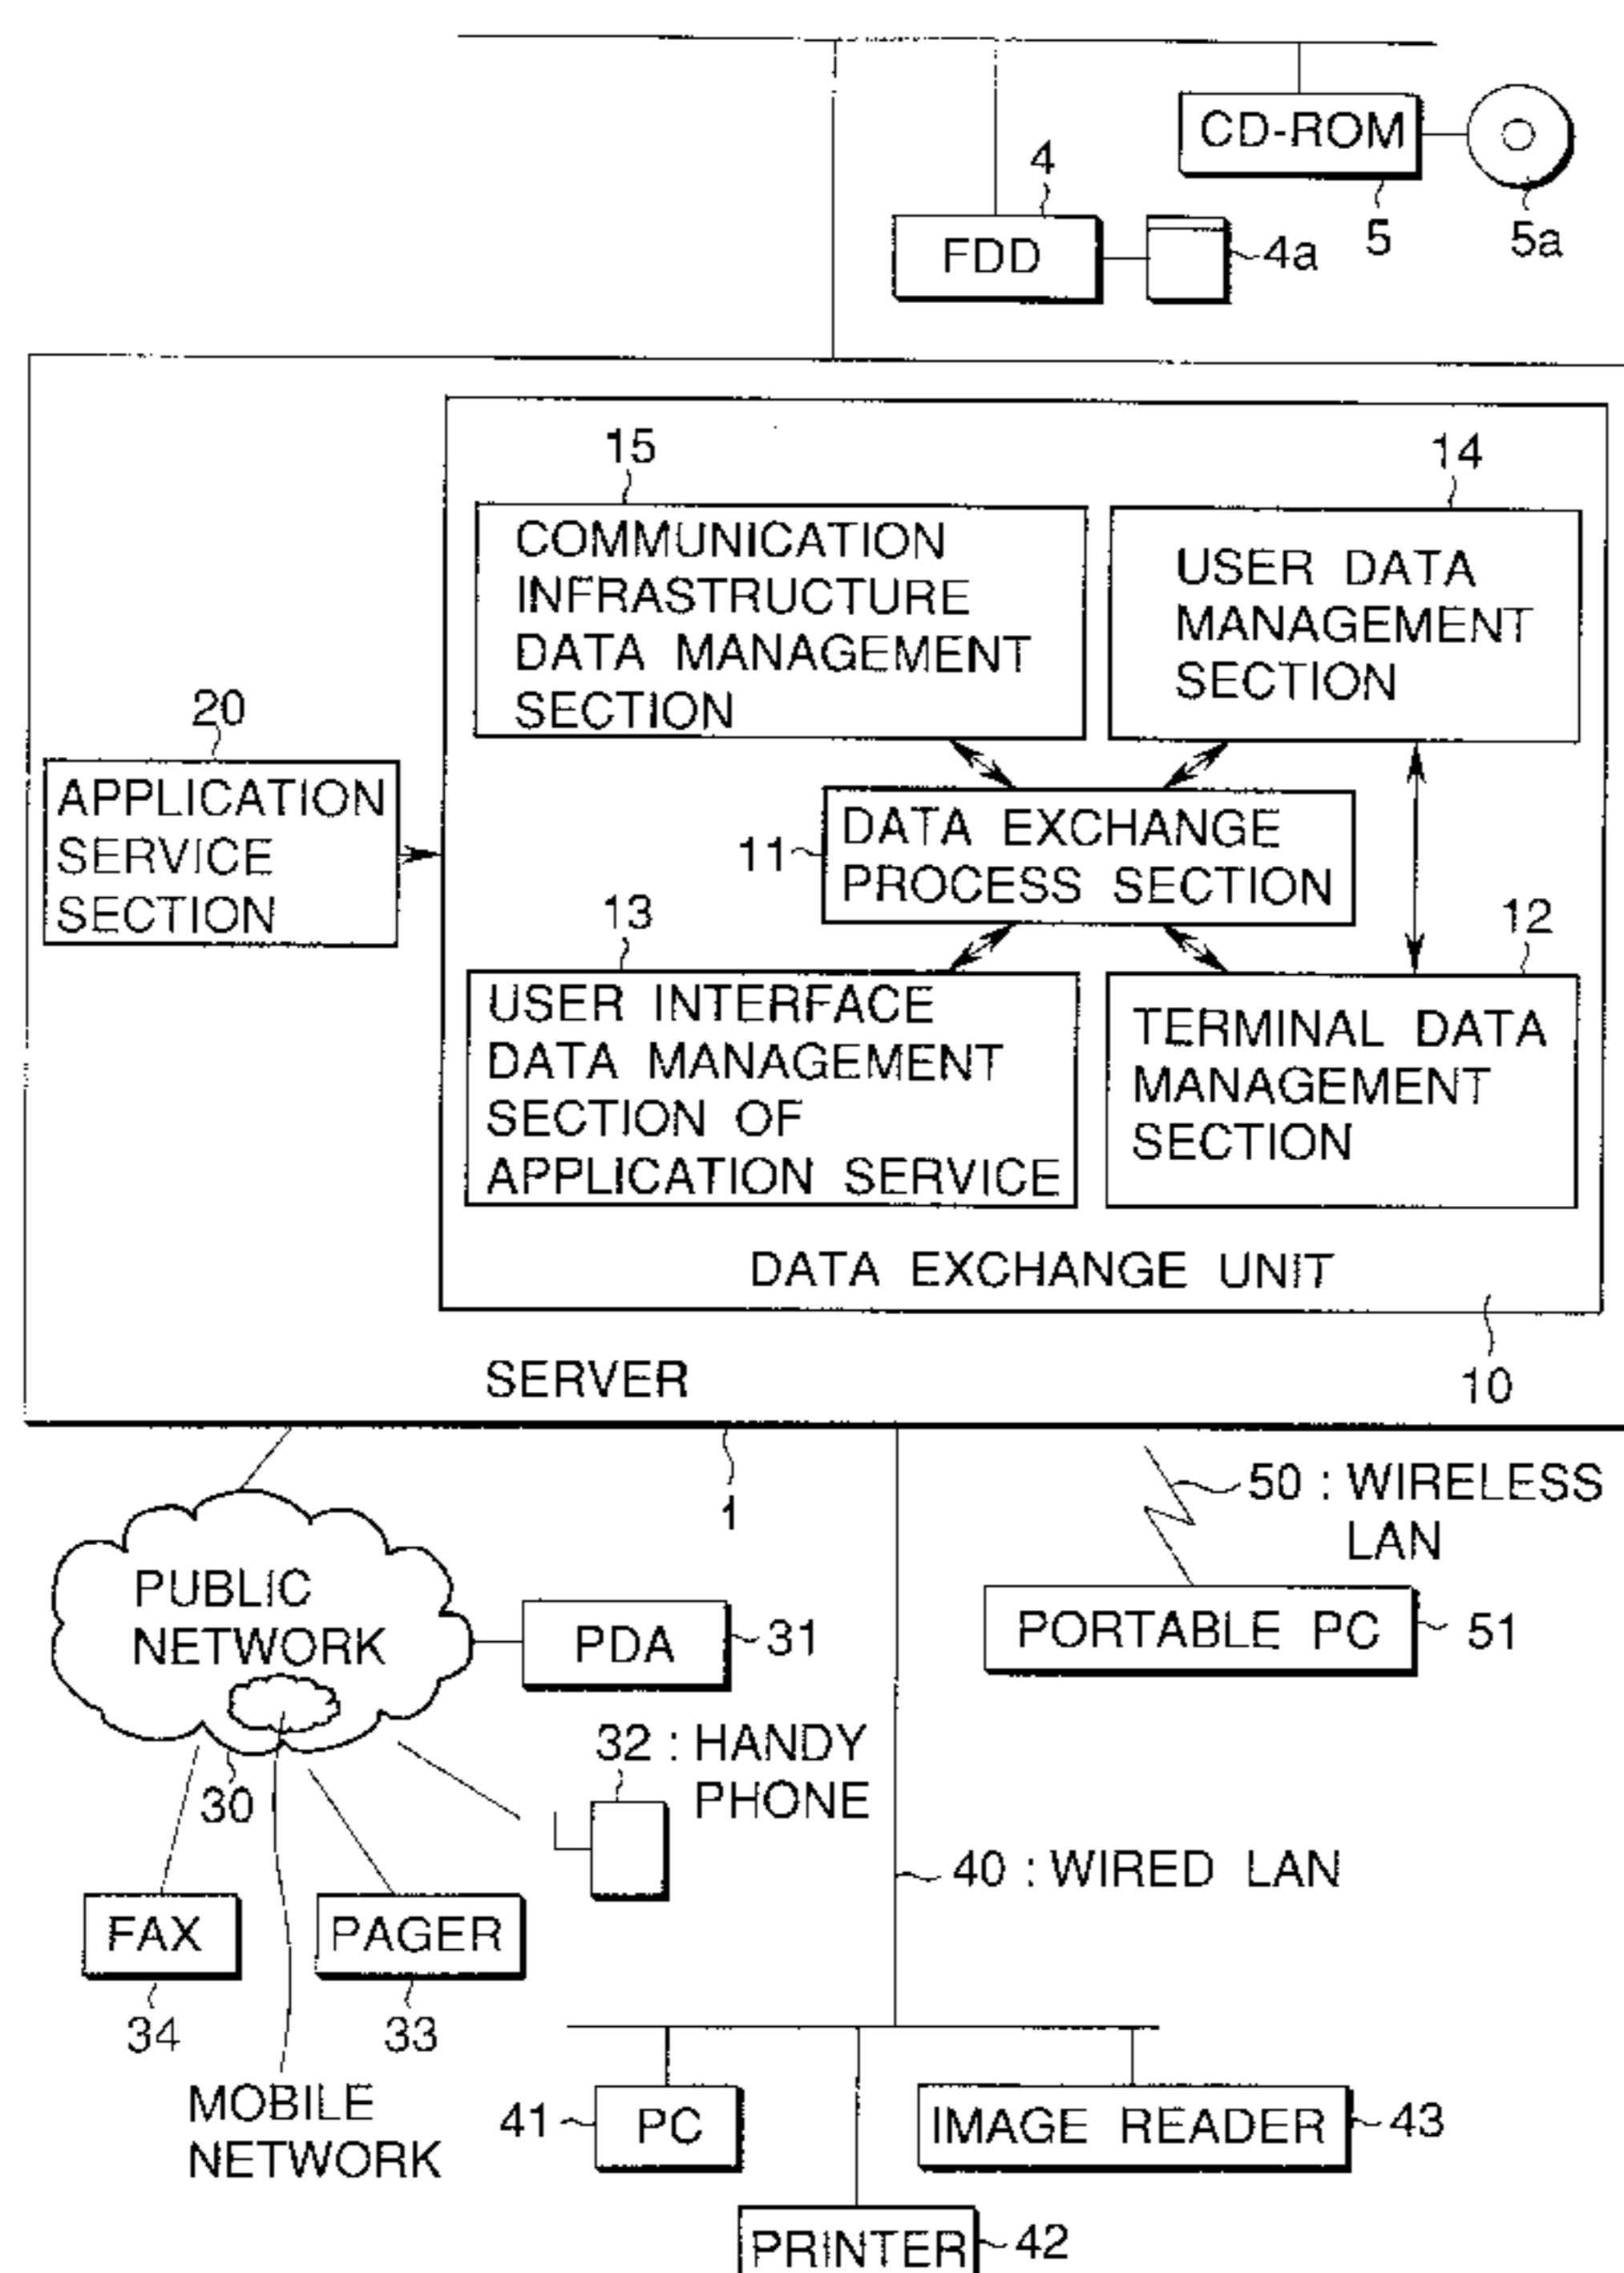 CD-ROM
4
5
5a
FDD
4a
15
14
COMMUNICATION
INFRASTRUCTURE
DATA MANAGEMENT
SECTION
USER DATA
MANAGEMENT
SECTION
20
APPLICATION
SERVICE
SECTION
11
DATA EXCHANGE
PROCESS SECTION
13
12
USER INTERFACE
DATA MANAGEMENT
SECTION OF
APPLICATION SERVICE
TERMINAL DATA
MANAGEMENT
SECTION
DATA EXCHANGE UNIT
SERVER
10
1
50 : WIRELESS
LAN
PUBLIC
NETWORK
PDA
31
PORTABLE PC
51
32 : HANDY
PHONE
30
40 : WIRED LAN
FAX
PAGER
34
33
MOBILE
NETWORK
41
PC
IMAGE READER
43
PRINTER
42